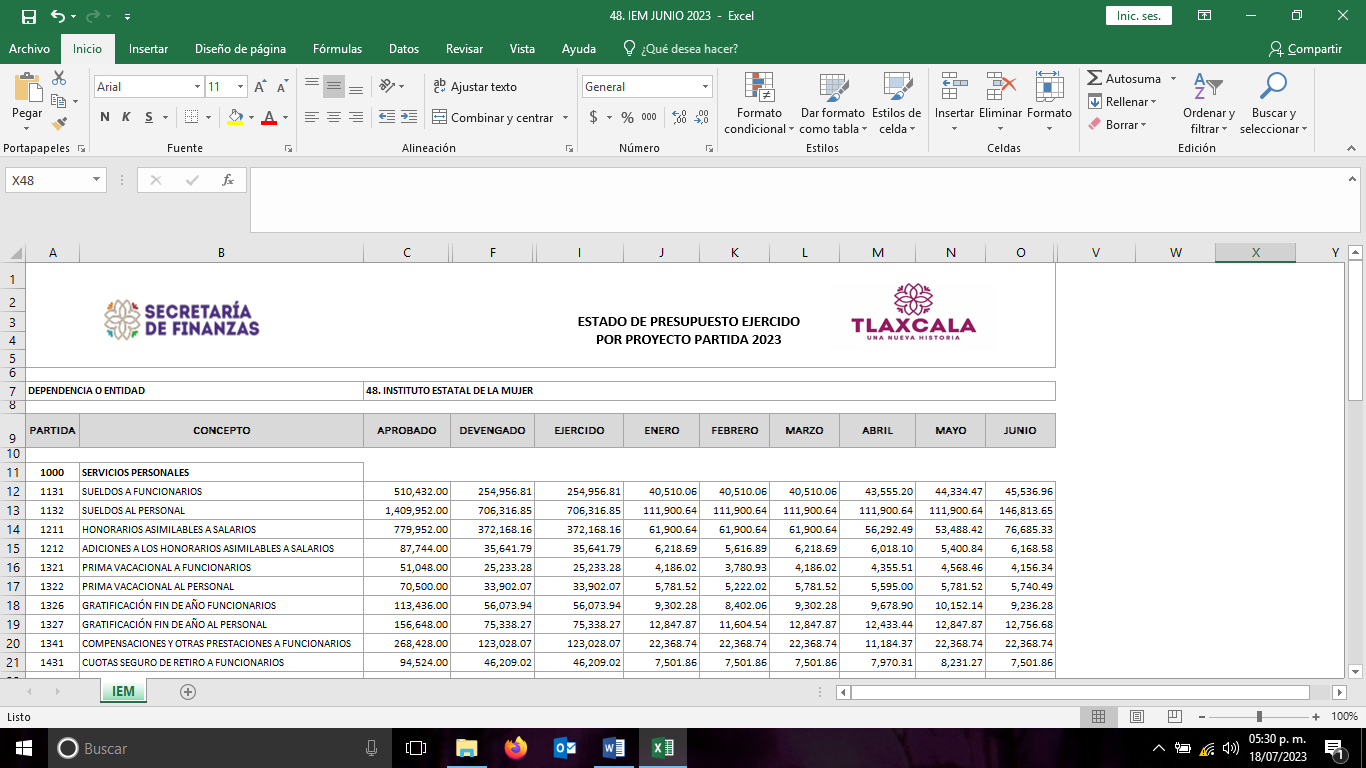 48. IEM JUNIO 2023 - Excel
Inic. ses.
Archivo Inicio Insertar Diseño de página Fórmulas Datos Revisar Vista Ayuda ¿Qué desea hacer? Compartir
Pegar
Arial 11
N K S
A A
Ajustar texto
Combinar y centrar
General
$ % 000
Formato condicional
Dar formato como tabla
Estilos de celda
Insertar Eliminar Formato
Autosuma
Rellenar
Borrar
Ordenar y filtrar
Buscar y seleccionar
Portapapeles Fuente Alineación Número Estilos Celdas Edición
X48 fx
A B C F I J K L M N O V W X Y
1
2
3
4
5
SECRETARÍA
DE FINANZAS
ESTADO DE PRESUPUESTO EJERCIDO
POR PROYECTO PARTIDA 2023
TLAXCALA
UNA NUEVA HISTORIA
6
7 DEPENDENCIA O ENTIDAD 48. INSTITUTO ESTATAL DE LA MUJER
8
9 PARTIDA CONCEPTO APROBADO DEVENGADO EJERCIDO ENERO FEBRERO MARZO ABRIL MAYO JUNIO
10
11 1000 SERVICIOS PERSONALES
12 1131 SUELDOS A FUNCIONARIOS 510,432.00 254,956.81 254,956.81 40,510.06 40,510.06 40,510.06 43,555.20 44,334.47 45,536.96
13 1132 SUELDOS AL PERSONAL 1,409,952.00 706,316.85 706,316.85 111,900.64 111,900.64 111,900.64 111,900.64 111,900.64 146,813.65
14 1211 HONORARIOS ASIMILABLES A SALARIOS 779,952.00 372,168.16 372,168.16 61,900.64 61,900.64 61,900.64 56,292.49 53,488.42 76,685.33
15 1212 ADICIONES A LOS HONORARIOS ASIMILABLES A SALARIOS 87,744.00 35,641.79 35,641.79 6,218.69 5,616.89 6,218.69 6,018.10 5,400.84 6,168.58
16 1321 PRIMA VACACIONAL A FUNCIONARIOS 51,048.00 25,233.28 25,233.28 4,186.02 3,780.93 4,186.02 4,355.51 4,568.46 4,156.34
17 1322 PRIMA VACACIONAL AL PERSONAL 70,500.00 33,902.07 33,902.07 5,781.52 5,222.02 5,781.52 5,595.00 5,781.52 5,740.49
18 1326 GRATIFICACIÓN FIN DE AÑO FUNCIONARIOS 113,436.00 56,073.94 56,073.94 9,302.28 8,402.06 9,302.28 9,678.90 10,152.14 9,236.28
19 1327 GRATIFICACIÓN FIN DE AÑO AL PERSONAL 156,648.00 75,338.27 75,338.27 12,847.87 11,604.54 12,847.87 12,433.44 12,847.87 12,756.68
20 1341 COMPENSACIONES Y OTRAS PRESTACIONES A FUNCIONARIOS 268,428.00 123,028.07 123,028.07 22,368.74 22,368.74 22,368.74 11,184.37 22,368.74 22,368.74
21 1431 CUOTAS SEGURO DE RETIRO A FUNCIONARIOS 94,524.00 46,209.02 46,209.02 7,501.86 7,501.86 7,501.86 7,970.31 8,231.27 7,501.86
IEM
Listo 100%
Buscar
05:30 p. m.
18/07/2023
1